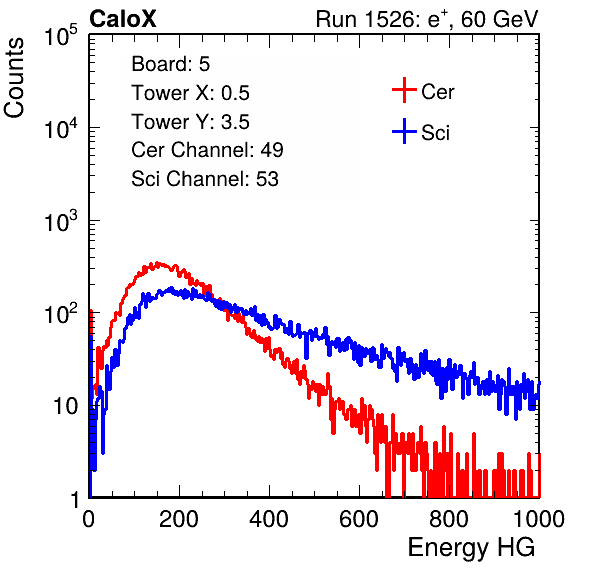 CaloX Run 1526: e⁺, 60 GeV
Counts
10⁵
10⁴
10³
10²
10
1
Board: 5
Tower X: 0.5
Tower Y: 3.5
Cer Channel: 49
Sci Channel: 53
Cer
Sci
0 200 400 600 800 1000
Energy HG